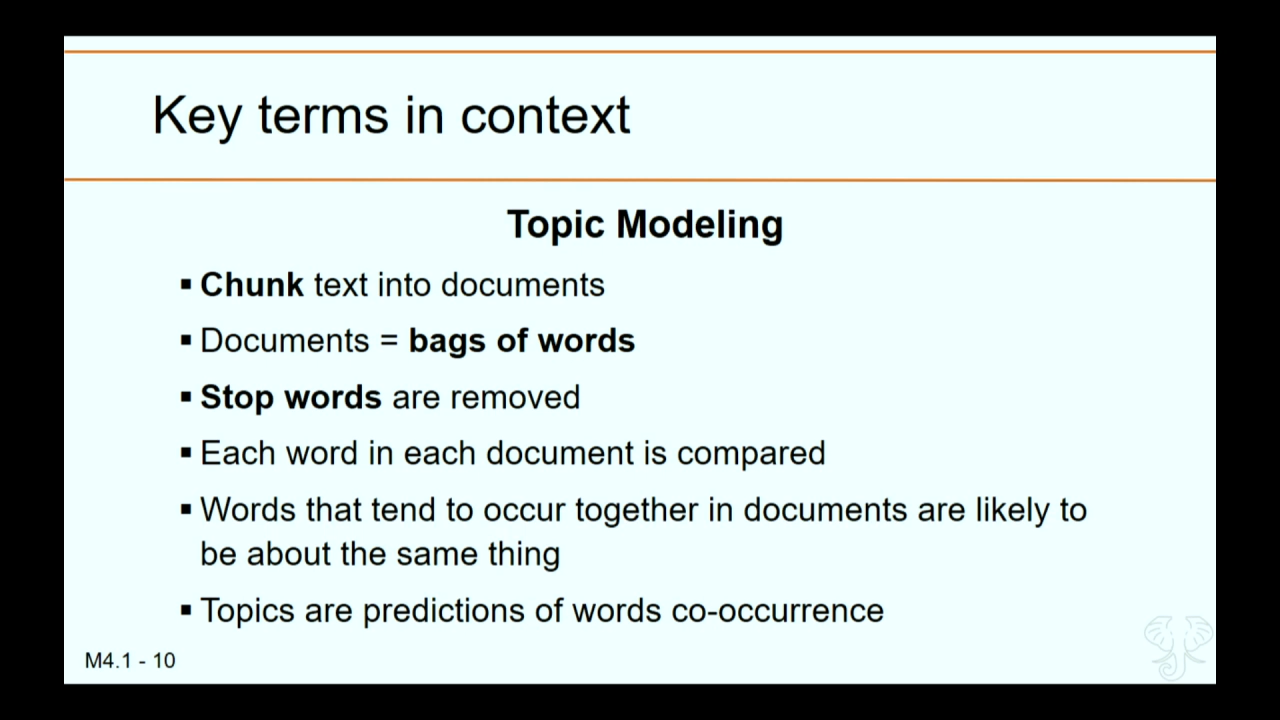 Key terms in context
Topic Modeling
▪ Chunk text into documents
▪ Documents = bags of words
▪ Stop words are removed
▪ Each word in each document is compared
▪ Words that tend to occur together in documents are likely to
be about the same thing
▪ Topics are predictions of words co-occurrence
M4.1 - 10